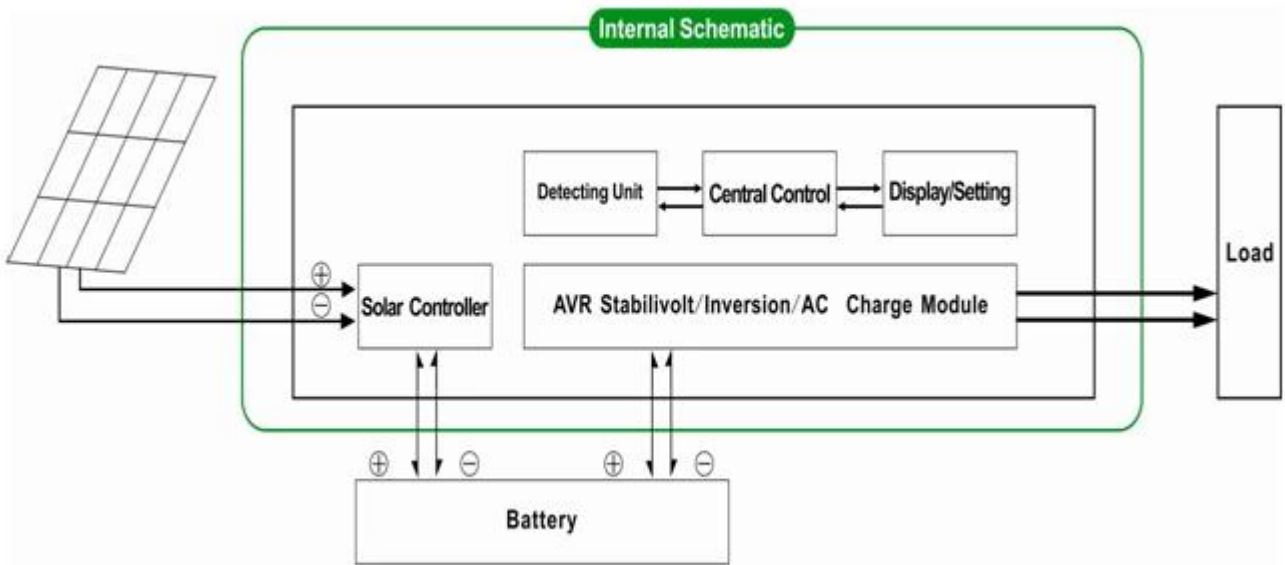 Internal Schematic
Detecting Unit
Central Control
Display/Setting
Load
⊕
⊖
Solar Controller
AVR Stabilivolt/Inversion/AC Charge Module
⊕ ⊖ ⊕ ⊖
Battery